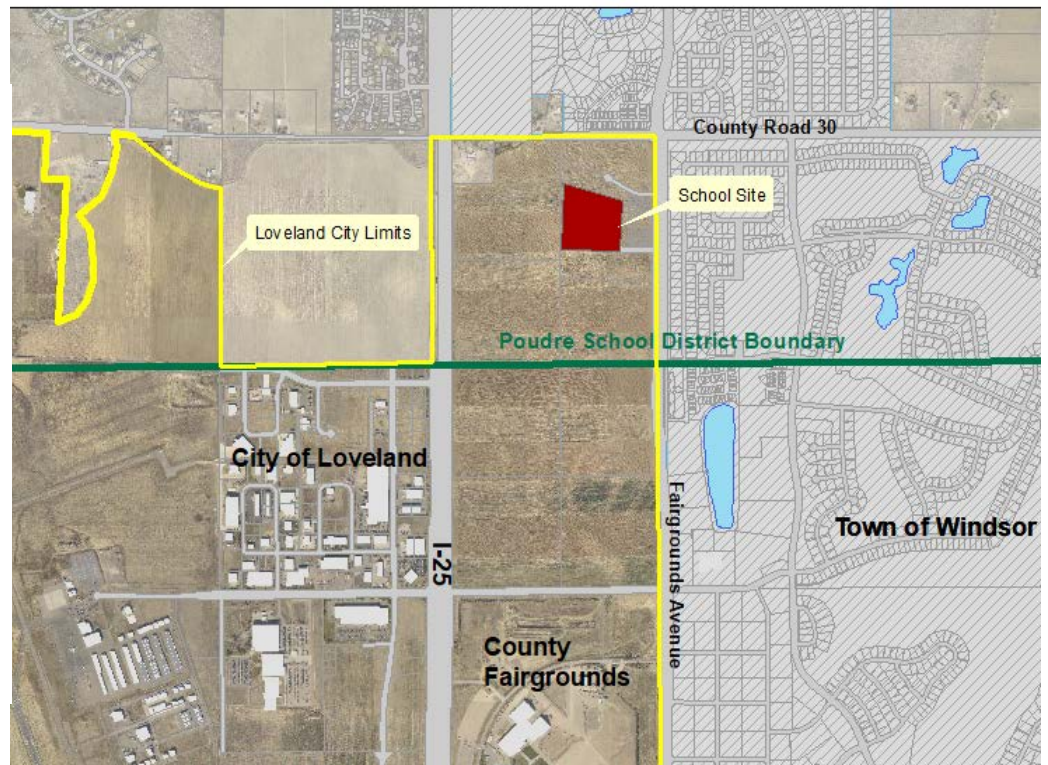 County Road 30
School Site
Loveland City Limits
Poudre School District Boundary
City of Loveland
I-25
Fairgrounds Avenue
Town of Windsor
County
Fairgrounds